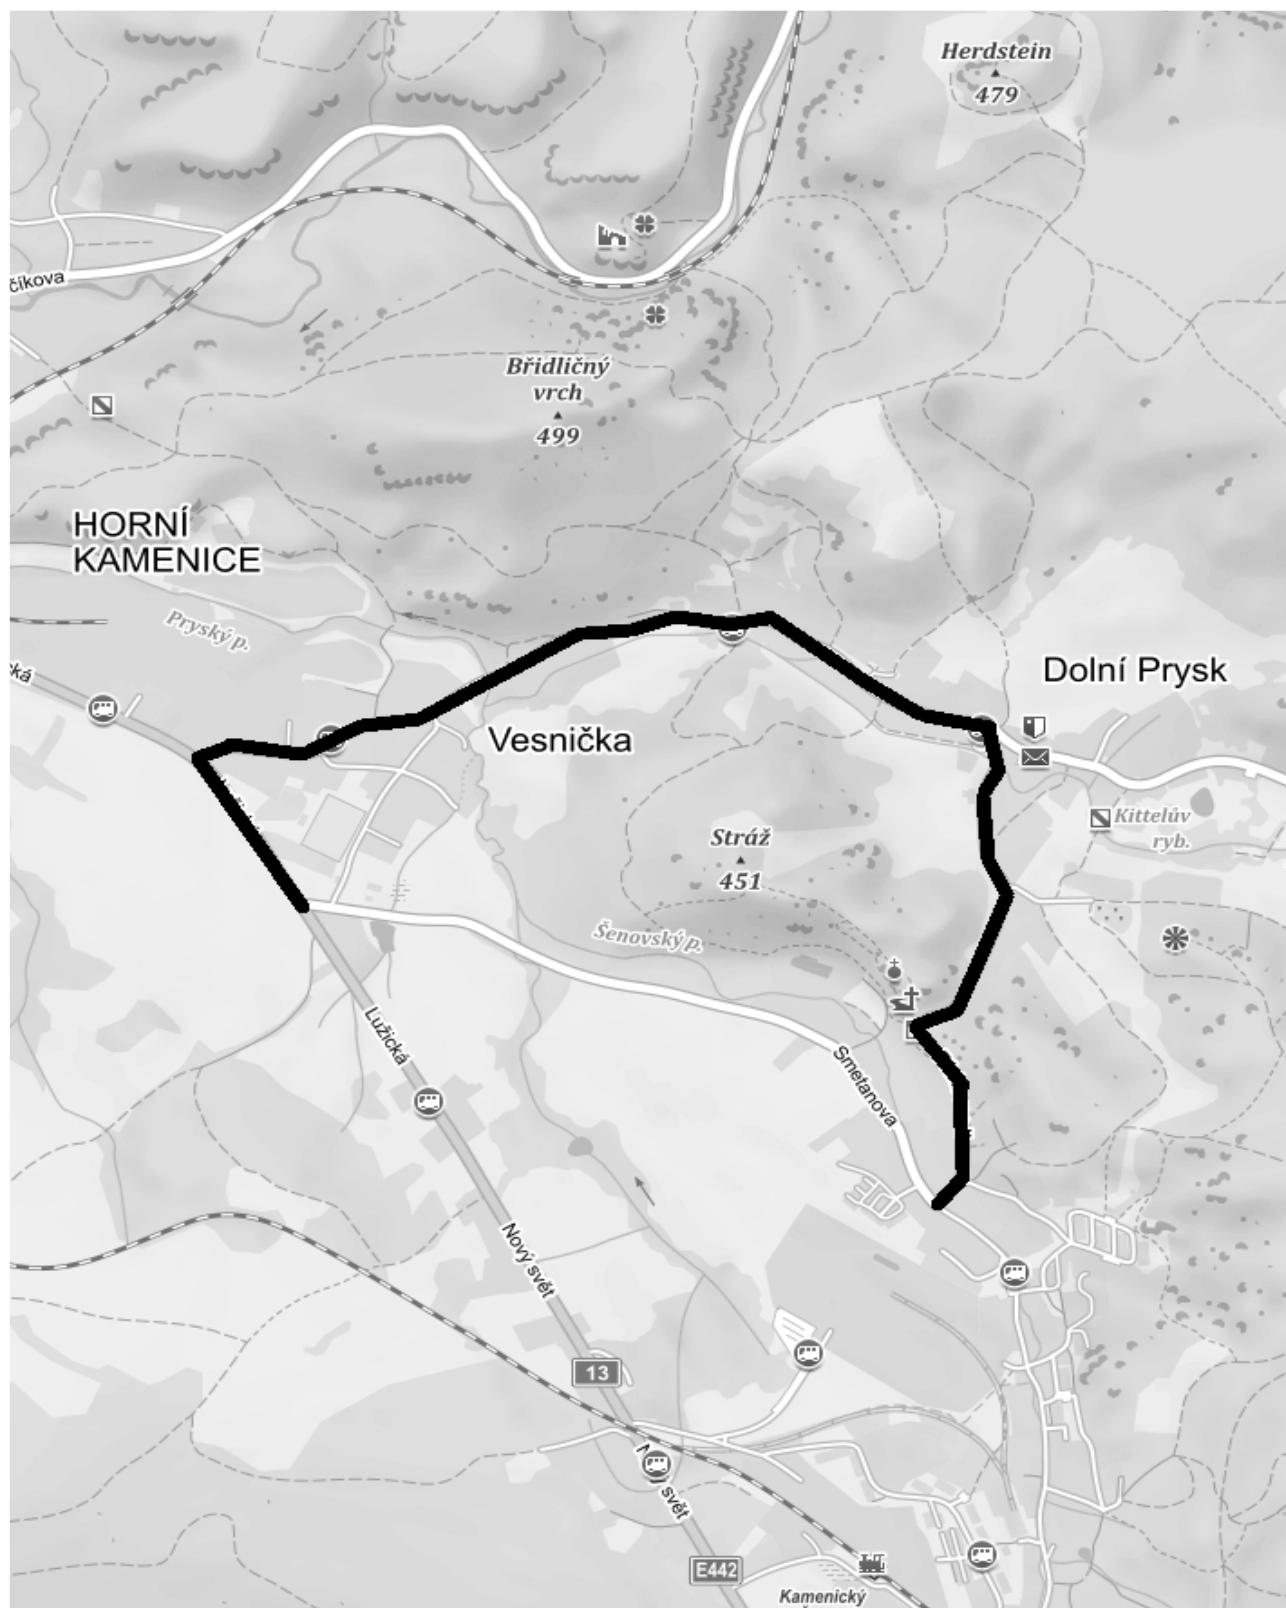 Herdstein
479
číkova
Břidličný
vrch
499
HORNÍ
KAMENICE
Pryský p.
Dolní Prysk
Vesnička
Kittelův
ryb.
Stráž
451
Šenovský p.
Lužická
Smetanova
Nový svět
13
svět
E442
Kamenický